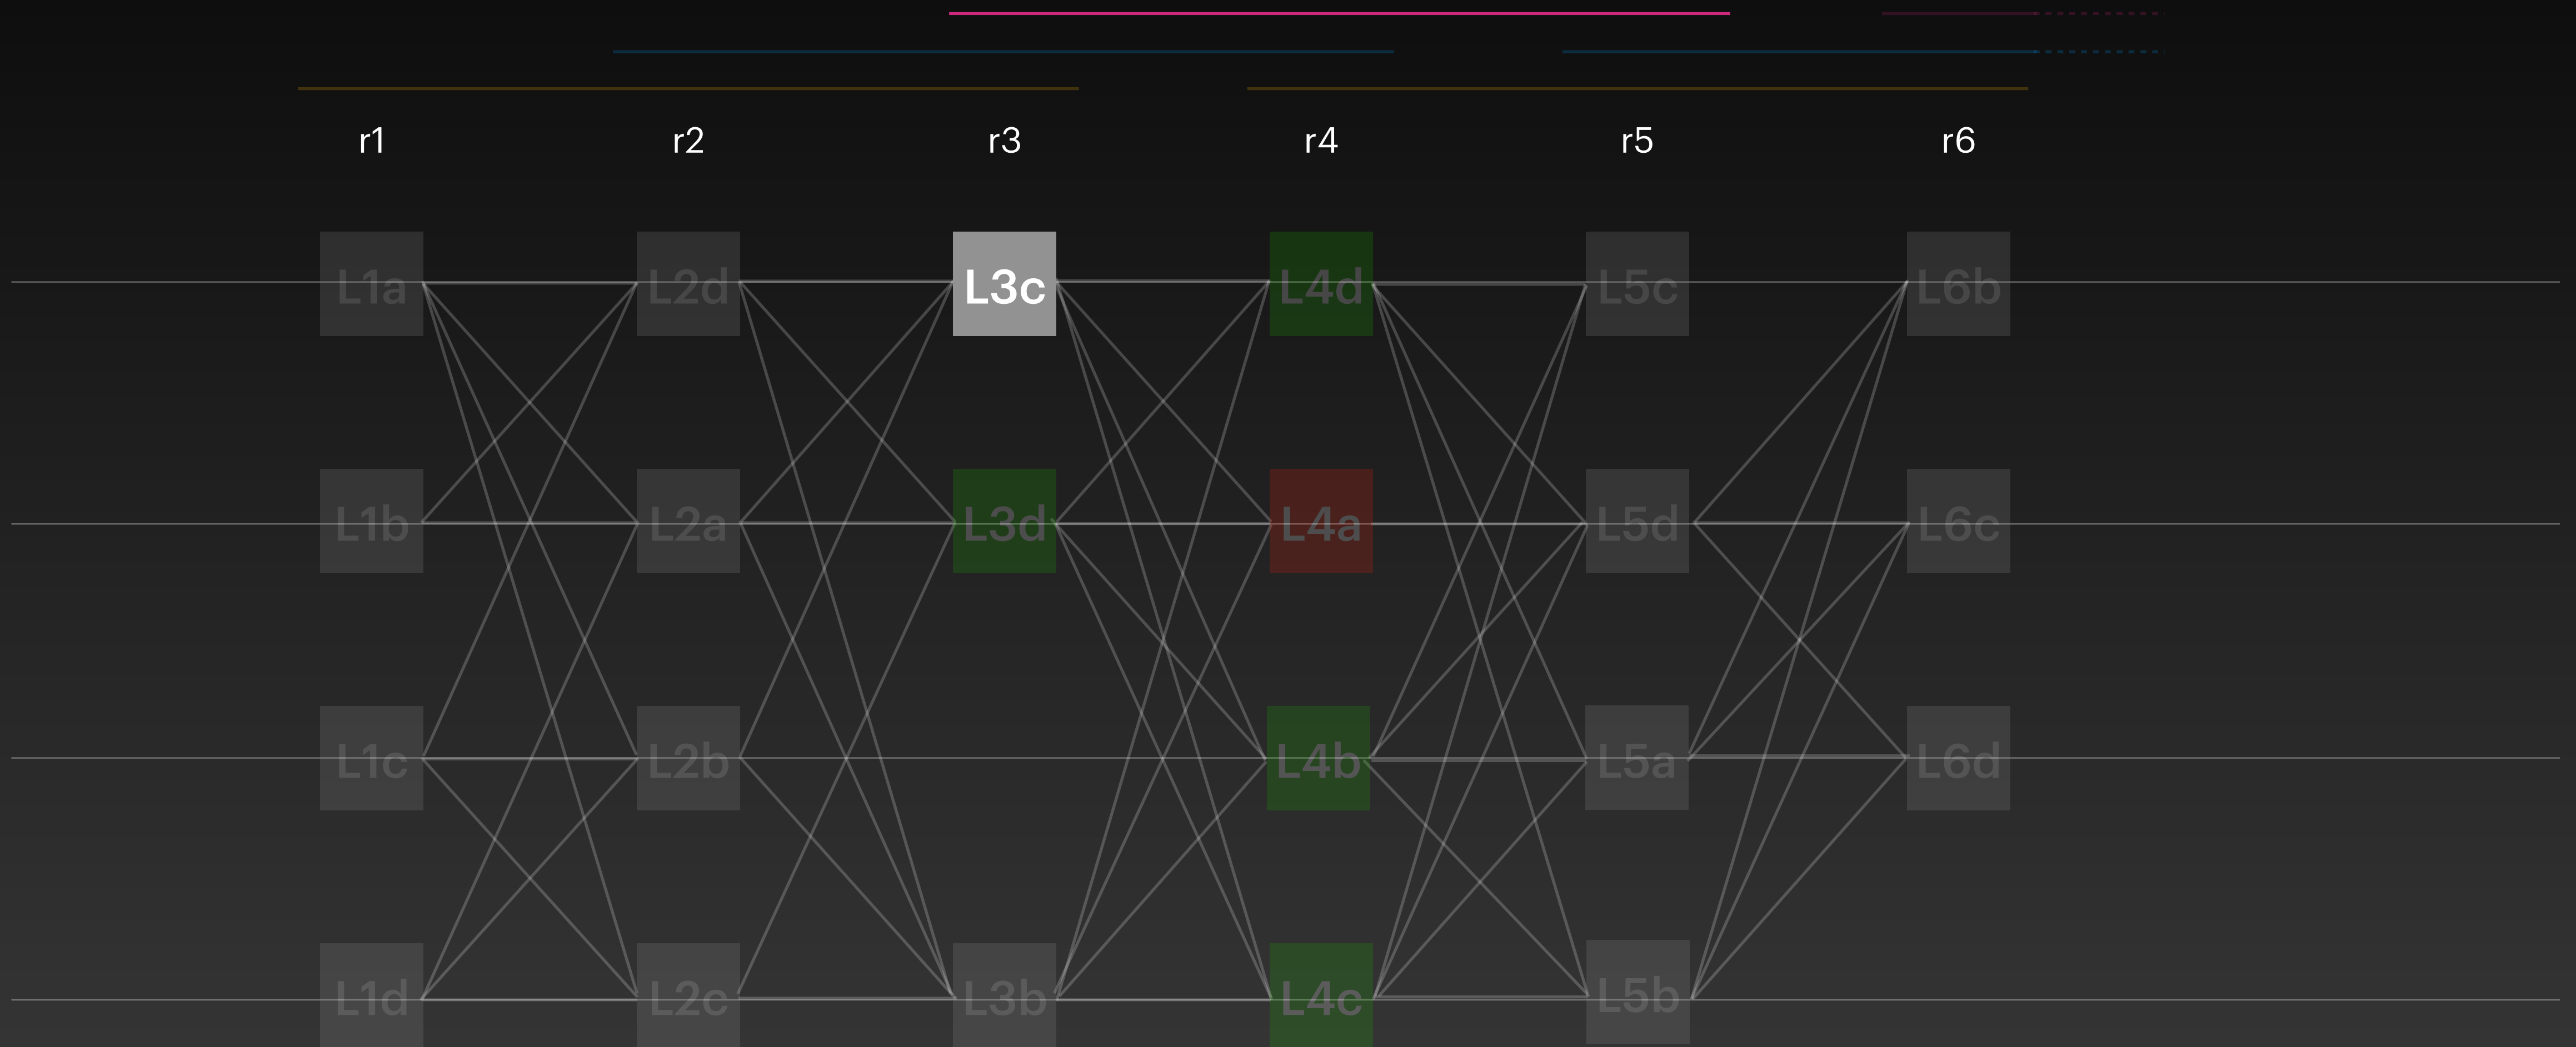 r1 r2 r3 r4 r5 r6
L1a L2d L3c L4d L5c L6b
L1b L2a L3d L4a L5d L6c
L1c L2b L4b L5a L6d
L1d L2c L3b L4c L5b